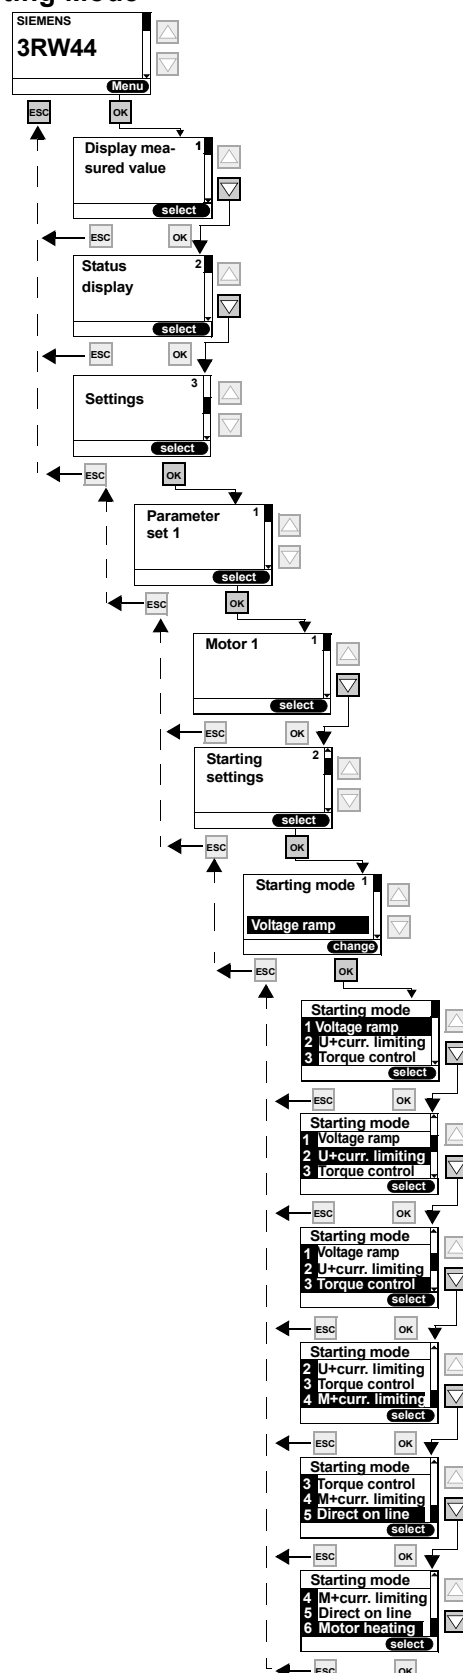 SIEMENS
3RW44
Menu
ESC OK
Display mea-
sured value
1
select
ESC OK
Status
display
2
select
ESC OK
3
Settings
select
ESC OK
Parameter
set 1
1
select
ESC OK
Motor 1
1
select
ESC OK
Starting
settings
2
select
ESC OK
Starting mode 1
Voltage ramp
change
ESC OK
Starting mode
1 Voltage ramp
2 U+curr. limiting
3 Torque control
select
ESC OK
Starting mode
1 Voltage ramp
2 U+curr. limiting
3 Torque control
select
ESC OK
Starting mode
1 Voltage ramp
2 U+curr. limiting
3 Torque control
select
ESC OK
Starting mode
2 U+curr. limiting
3 Torque control
4 M+curr. limiting
select
ESC OK
Starting mode
3 Torque control
4 M+curr. limiting
5 Direct on line
select
ESC OK
Starting mode
4 M+curr. limiting
5 Direct on line
6 Motor heating
select
ESC OK